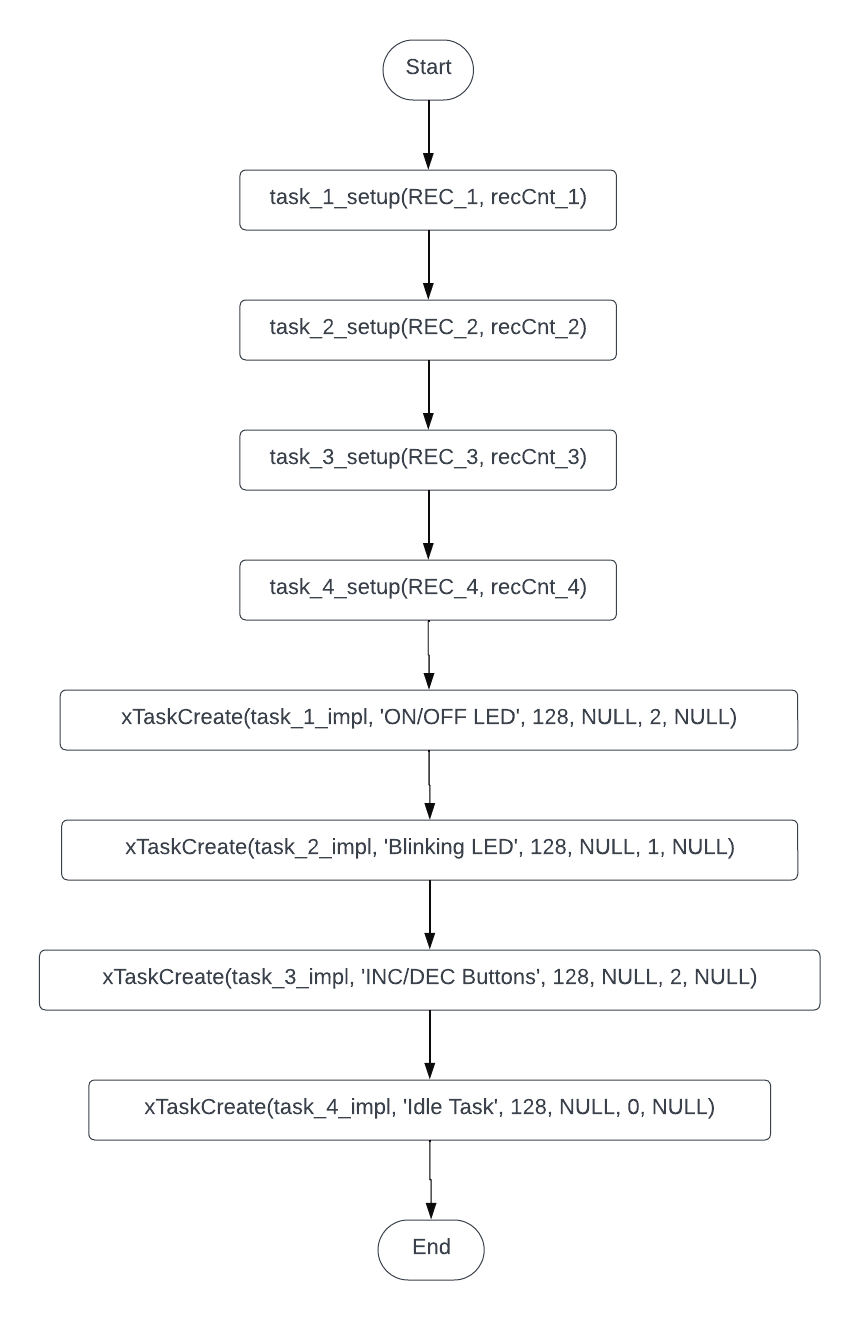 Start
task_1_setup(REC_1, recCnt_1)
task_2_setup(REC_2, recCnt_2)
task_3_setup(REC_3, recCnt_3)
task_4_setup(REC_4, recCnt_4)
xTaskCreate(task_1_impl, 'ON/OFF LED', 128, NULL, 2, NULL)
xTaskCreate(task_2_impl, 'Blinking LED', 128, NULL, 1, NULL)
xTaskCreate(task_3_impl, 'INC/DEC Buttons', 128, NULL, 2, NULL)
xTaskCreate(task_4_impl, 'Idle Task', 128, NULL, 0, NULL)
End